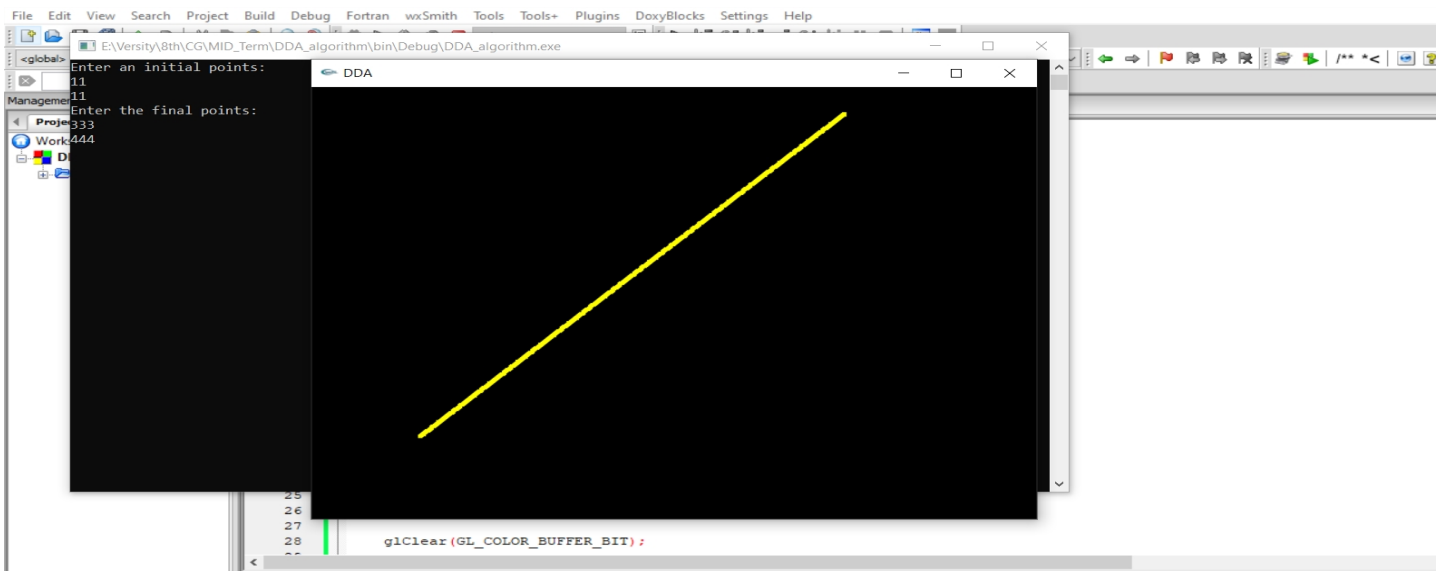 File Edit View Search Project Build Debug Fortran wxSmith Tools Tools+ Plugins DoxyBlocks Settings Help
E:\Versity\8th\CG\MID_Term\DDA_algorithm\bin\Debug\DDA_algorithm.exe
<global>
/** *<
Enter an initial points:
DDA
11
11
Enter the final points:
333
444
25
26
27
28 glClear(GL_COLOR_BUFFER_BIT);